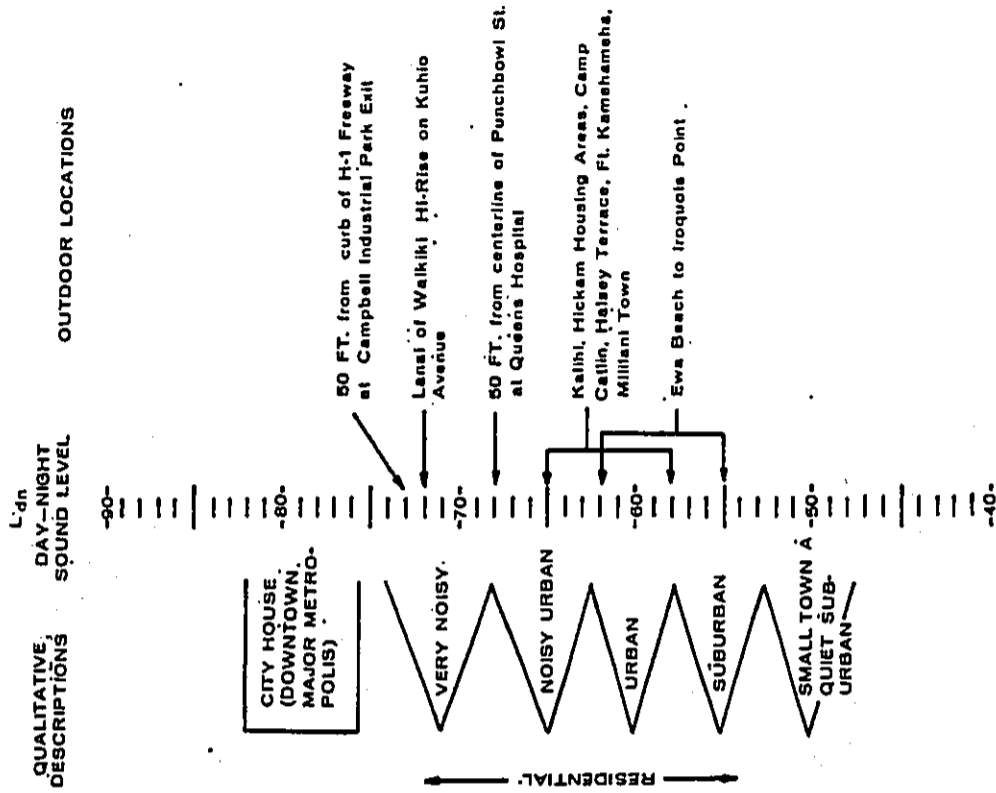 QUALITATIVE
DESCRIPTIONS
Ldn
DAY-NIGHT
SOUND LEVEL
OUTDOOR LOCATIONS
-90-
CITY HOUSE
(DOWNTOWN,
MAJOR METRO-
POLIS)
-80-
50 FT. from curb of H-1 Freeway
at Campbell Industrial Park Exit
VERY NOISY
Lanai of Waikiki Hi-Rise on Kuhio
Avenue
-70-
50 FT. from centerline of Punchbowl St.
at Queens Hospital
NOISY URBAN
Kalihi, Hickam Housing Areas, Camp
Catlin, Halsey Terrace, Ft. Kamehameha,
Mililani Town
URBAN
-60-
Ewa Beach to Iroquois Point
SUBURBAN
SMALL TOWN &
QUIET SUB-
URBAN
-50-
-40-
RESIDENTIAL